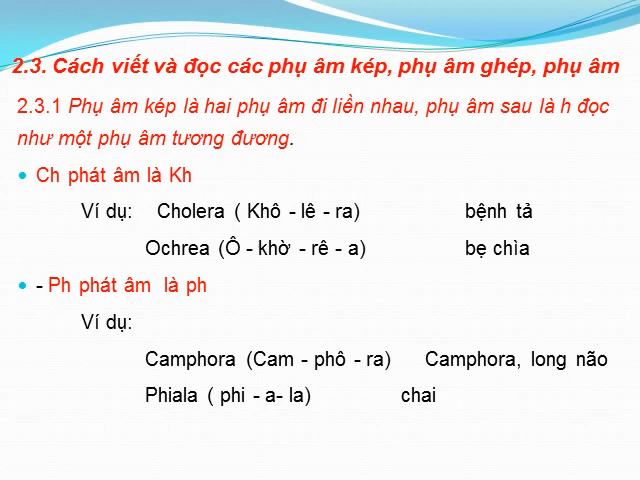 2.3. Cách viết và đọc các phụ âm kép, phụ âm ghép, phụ âm
2.3.1 Phụ âm kép là hai phụ âm đi liền nhau, phụ âm sau là h đọc
như một phụ âm tương đương.
Ch phát âm là Kh
Ví dụ: Cholera ( Khô - lê - ra) bệnh tả
Ochrea (Ô - khờ - rê - a) bẹ chìa
- Ph phát âm là ph
Ví dụ:
Camphora (Cam - phô - ra) Camphora, long não
Phiala ( phi - a- la) chai